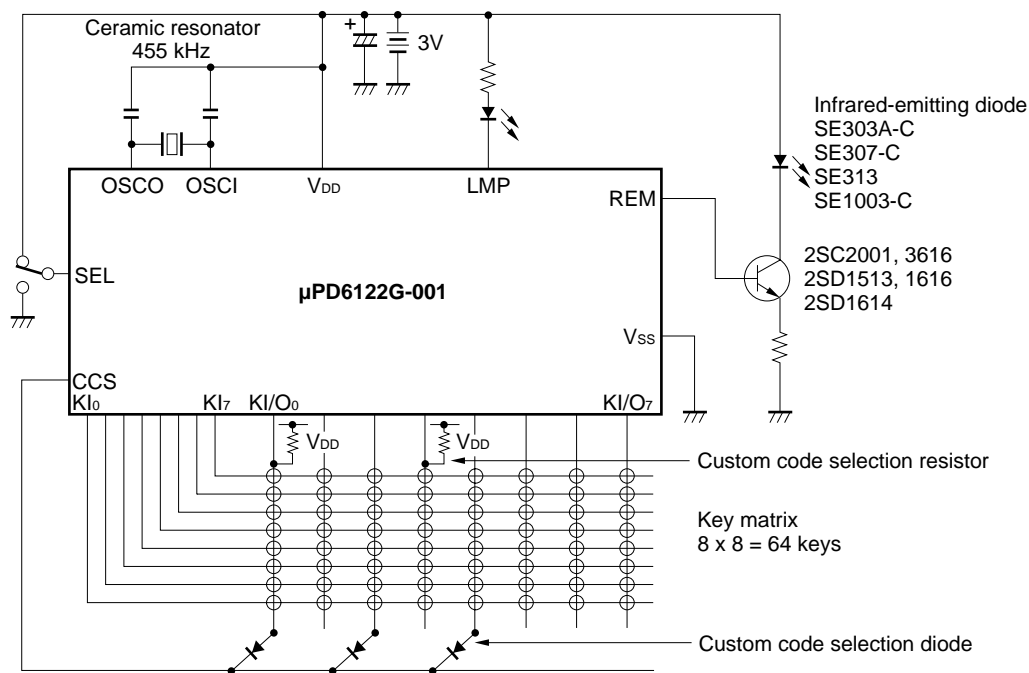 Ceramic resonator
455 kHz
+
3V
Infrared-emitting diode
SE303A-C
SE307-C
SE313
SE1003-C
OSCO
OSCI
VDD
LMP
REM
SEL
µPD6122G-001
2SC2001, 3616
2SD1513, 1616
2SD1614
VSS
CCS
KI0
KI7
KI/O0
KI/O7
VDD
VDD
Custom code selection resistor
Key matrix
8 x 8 = 64 keys
Custom code selection diode